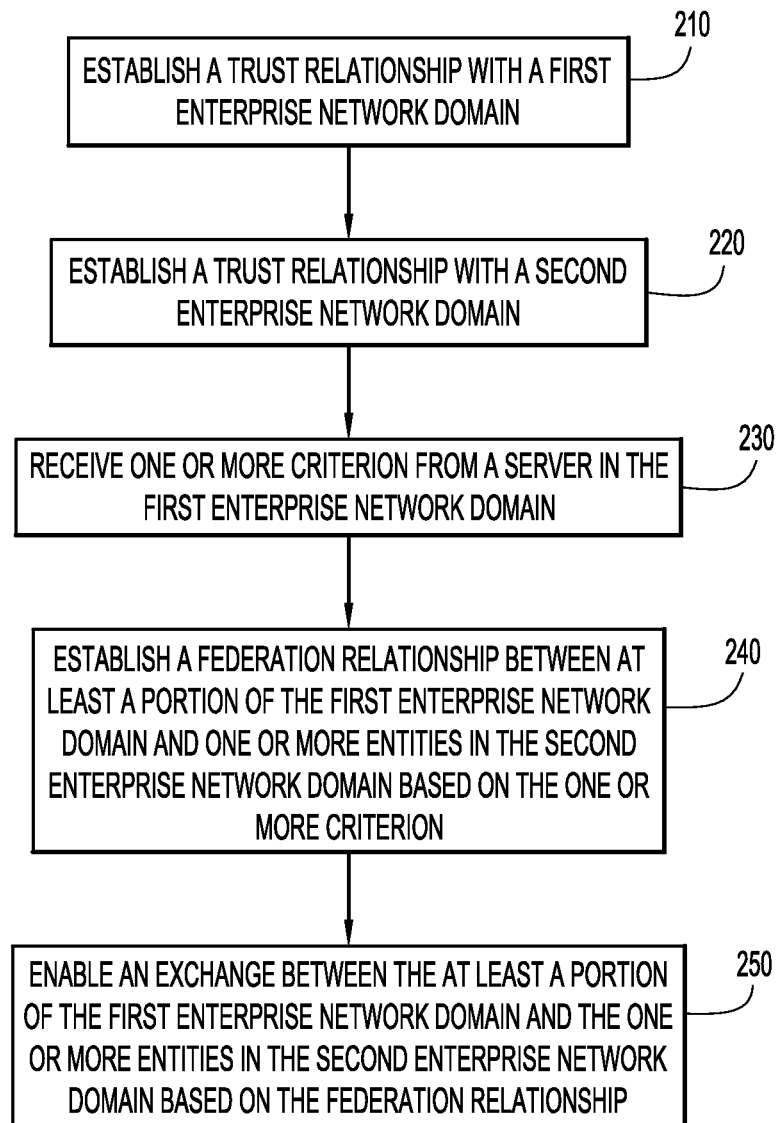 210
ESTABLISH A TRUST RELATIONSHIP WITH A FIRST
ENTERPRISE NETWORK DOMAIN
220
ESTABLISH A TRUST RELATIONSHIP WITH A SECOND
ENTERPRISE NETWORK DOMAIN
230
RECEIVE ONE OR MORE CRITERION FROM A SERVER IN THE
FIRST ENTERPRISE NETWORK DOMAIN
240
ESTABLISH A FEDERATION RELATIONSHIP BETWEEN AT
LEAST A PORTION OF THE FIRST ENTERPRISE NETWORK
DOMAIN AND ONE OR MORE ENTITIES IN THE SECOND
ENTERPRISE NETWORK DOMAIN BASED ON THE ONE OR
MORE CRITERION
250
ENABLE AN EXCHANGE BETWEEN THE AT LEAST A PORTION
OF THE FIRST ENTERPRISE NETWORK DOMAIN AND THE ONE
OR MORE ENTITIES IN THE SECOND ENTERPRISE NETWORK
DOMAIN BASED ON THE FEDERATION RELATIONSHIP